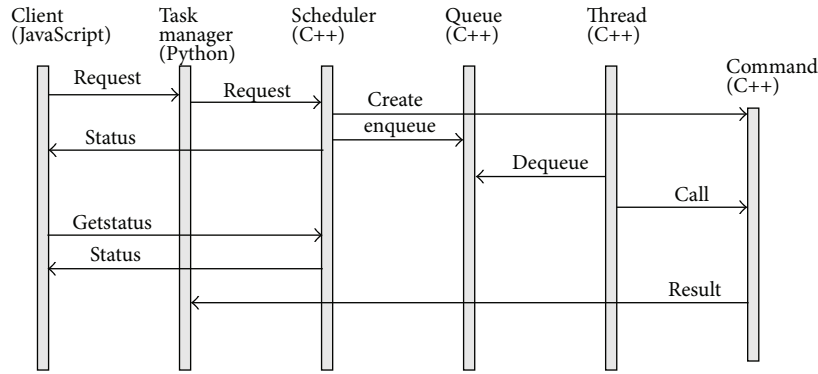 Client
(JavaScript)
Task
manager
(Python)
Scheduler
(C++)
Queue
(C++)
Thread
(C++)
Command
(C++)
Request
Request
Create
enqueue
Status
Dequeue
Call
Getstatus
Status
Result